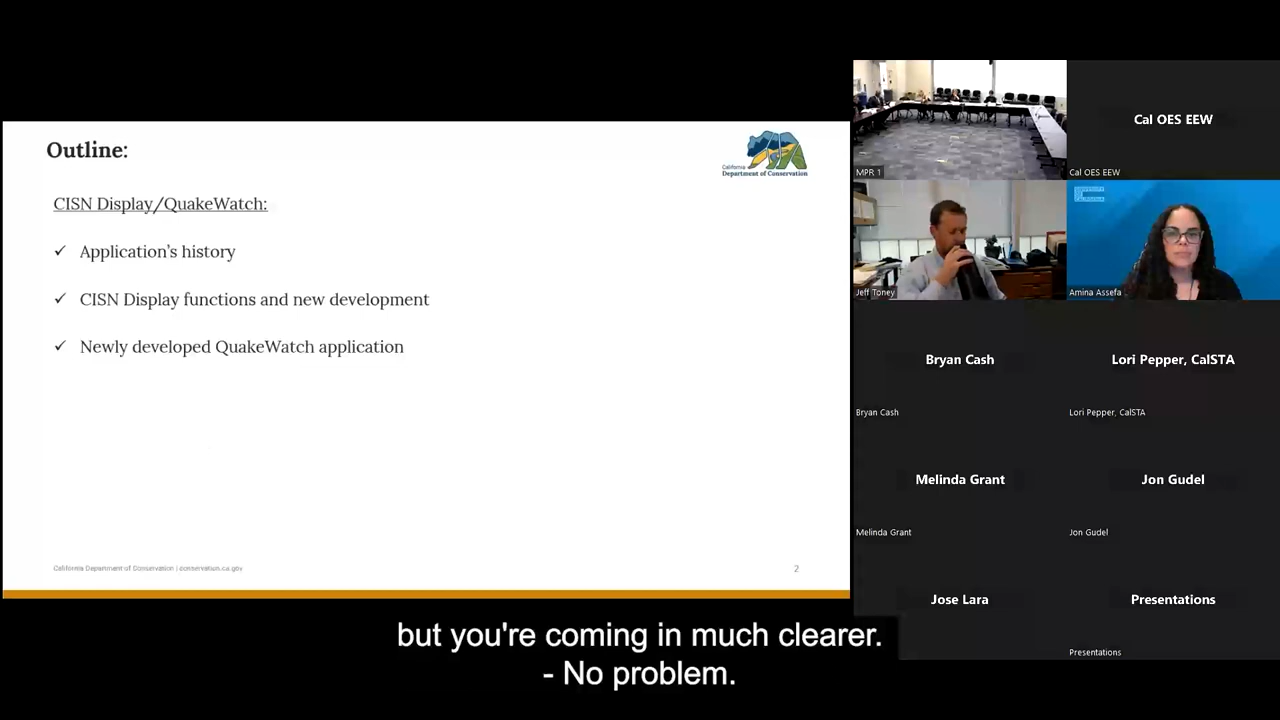 Outline:
California
Department of Conservation
CISN Display/QuakeWatch:
✓ Application's history
✓ CISN Display functions and new development
✓ Newly developed QuakeWatch application
California Department of Conservation | conservation.ca.gov
2
MPR 1
Cal OES EEW
Cal OES EEW
Jeff Toney
Amina Assefa
Bryan Cash
Bryan Cash
Lori Pepper, CalSTA
Lori Pepper, CalSTA
Melinda Grant
Melinda Grant
Jon Gudel
Jon Gudel
Jose Lara
Presentations
Presentations
but you're coming in much clearer.
- No problem.